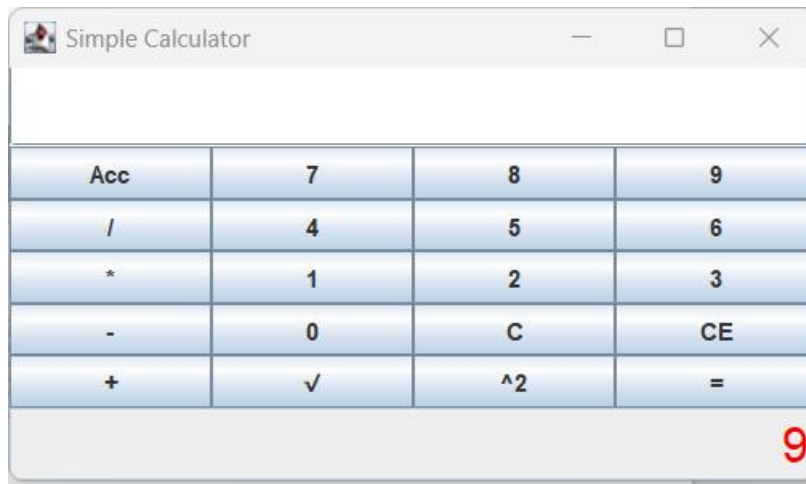 Simple Calculator
Acc 7 8 9
/ 4 5 6
* 1 2 3
- 0 C CE
+ √ ^2 =
9